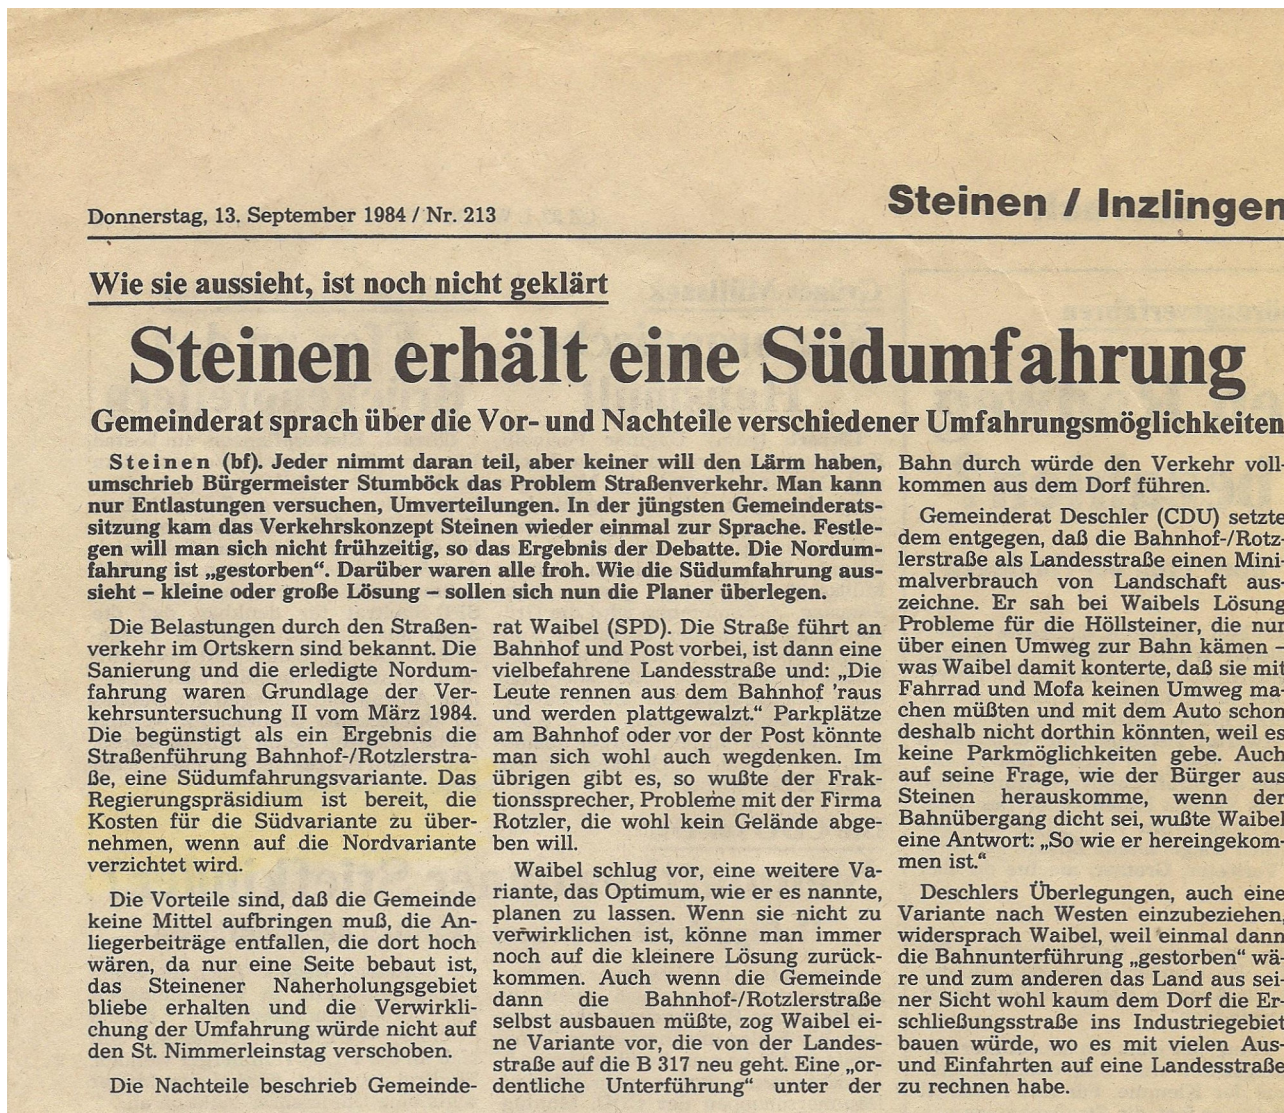 Donnerstag, 13. September 1984 / Nr. 213
Steinen / Inzlingen
Wie sie aussieht, ist noch nicht geklärt
Steinen erhält eine Südumfahrung
Gemeinderat sprach über die Vor- und Nachteile verschiedener Umfahrungsmöglichkeiten
Steinen (bf). Jeder nimmt daran teil, aber keiner will den Lärm haben,
umschrieb Bürgermeister Stumböck das Problem Straßenverkehr. Man kann
nur Entlastungen versuchen, Umverteilungen. In der jüngsten Gemeinderats-
sitzung kam das Verkehrskonzept Steinen wieder einmal zur Sprache. Festle-
gen will man sich nicht frühzeitig, so das Ergebnis der Debatte. Die Nordum-
fahrung ist „gestorben“. Darüber waren alle froh. Wie die Südumfahrung aus-
sieht – kleine oder große Lösung – sollen sich nun die Planer überlegen.
Die Belastungen durch den Straßen-
verkehr im Ortskern sind bekannt. Die
Sanierung und die erledigte Nordum-
fahrung waren Grundlage der Ver-
kehrsuntersuchung II vom März 1984.
Die begünstigt als ein Ergebnis die
Straßenführung Bahnhof-/Rotzlerstra-
ße, eine Südumfahrungsvariante. Das
Regierungspräsidium ist bereit, die
Kosten für die Südvariante zu über-
nehmen, wenn auf die Nordvariante
verzichtet wird.
Die Vorteile sind, daß die Gemeinde
keine Mittel aufbringen muß, die An-
liegerbeiträge entfallen, die dort hoch
wären, da nur eine Seite bebaut ist,
das Steinener Naherholungsgebiet
bliebe erhalten und die Verwirkli-
chung der Umfahrung würde nicht auf
den St. Nimmerleinstag verschoben.
Die Nachteile beschrieb Gemeinde-
rat Waibel (SPD). Die Straße führt an
Bahnhof und Post vorbei, ist dann eine
vielbefahrene Landesstraße und: „Die
Leute rennen aus dem Bahnhof 'raus
und werden plattgewalzt.“ Parkplätze
am Bahnhof oder vor der Post könnte
man sich wohl auch wegdenken. Im
übrigen gibt es, so wußte der Frak-
tionssprecher, Probleme mit der Firma
Rotzler, die wohl kein Gelände abge-
ben will.
Waibel schlug vor, eine weitere Va-
riante, das Optimum, wie er es nannte,
planen zu lassen. Wenn sie nicht zu
verwirklichen ist, könne man immer
noch auf die kleinere Lösung zurück-
kommen. Auch wenn die Gemeinde
dann die Bahnhof-/Rotzlerstraße
selbst ausbauen müßte, zog Waibel ei-
ne Variante vor, die von der Landes-
straße auf die B 317 neu geht. Eine „or-
dentliche Unterführung“ unter der
Bahn durch würde den Verkehr voll-
kommen aus dem Dorf führen.
Gemeinderat Deschler (CDU) setzte
dem entgegen, daß die Bahnhof-/Rotz-
lerstraße als Landesstraße einen Mini-
malverbrauch von Landschaft aus-
zeichne. Er sah bei Waibels Lösung
Probleme für die Höllsteiner, die nur
über einen Umweg zur Bahn kämen –
was Waibel damit konterte, daß sie mit
Fahrrad und Mofa keinen Umweg ma-
chen müßten und mit dem Auto schon
deshalb nicht dorthin könnten, weil es
keine Parkmöglichkeiten gebe. Auch
auf seine Frage, wie der Bürger aus
Steinen herauskomme, wenn der
Bahnübergang dicht sei, wußte Waibel
eine Antwort: „So wie er hereingekom-
men ist.“
Deschlers Überlegungen, auch eine
Variante nach Westen einzubeziehen,
widersprach Waibel, weil einmal dann
die Bahnunterführung „gestorben“ wä-
re und zum anderen das Land aus sei-
ner Sicht wohl kaum dem Dorf die Er-
schließungsstraße ins Industriegebiet
bauen würde, wo es mit vielen Aus-
und Einfahrten auf eine Landesstraße
zu rechnen habe.